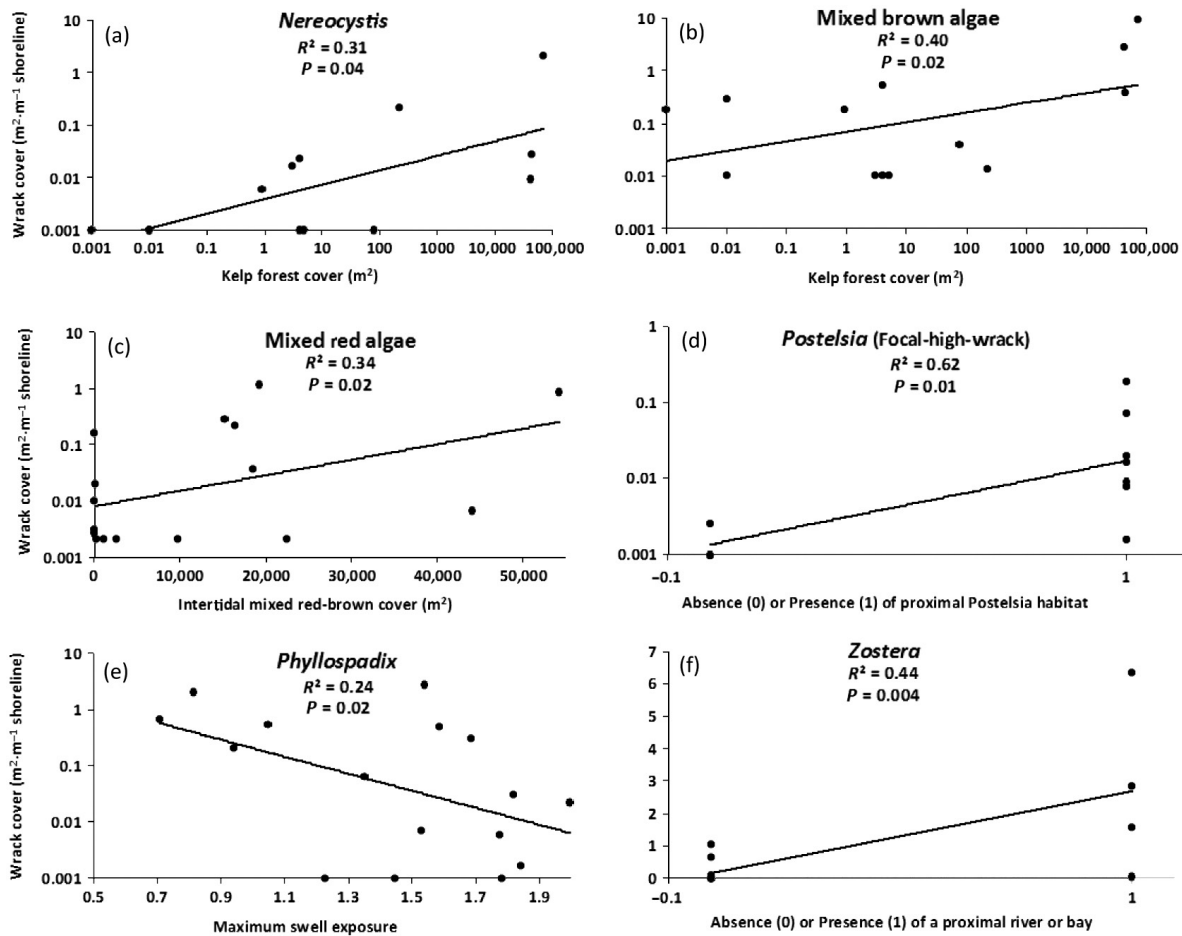 (a)
Nereocystis
R² = 0.31
P = 0.04
Wrack cover (m²·m⁻¹ shoreline)
10
1
0.1
0.01
0.001
0.001 0.01 0.1 1 10 100 1000 10,000 100,000
Kelp forest cover (m²)
(b)
Mixed brown algae
R² = 0.40
P = 0.02
10
1
0.1
0.01
0.001
0.001 0.01 0.1 1 10 100 1000 10,000 100,000
Kelp forest cover (m²)
(c)
Mixed red algae
R² = 0.34
P = 0.02
Wrack cover (m²·m⁻¹ shoreline)
10
1
0.1
0.01
0.001
0 10,000 20,000 30,000 40,000 50,000
Intertidal mixed red-brown cover (m²)
(d)
Postelsia (Focal-high-wrack)
R² = 0.62
P = 0.01
1
0.1
0.01
0.001
−0.1 1
Absence (0) or Presence (1) of proximal Postelsia habitat
(e)
Phyllospadix
R² = 0.24
P = 0.02
Wrack cover (m²·m⁻¹ shoreline)
10
1
0.1
0.01
0.001
0.5 0.7 0.9 1.1 1.3 1.5 1.7 1.9
Maximum swell exposure
(f)
Zostera
R² = 0.44
P = 0.004
7
6
5
4
3
2
1
0
−0.1 1
Absence (0) or Presence (1) of a proximal river or bay